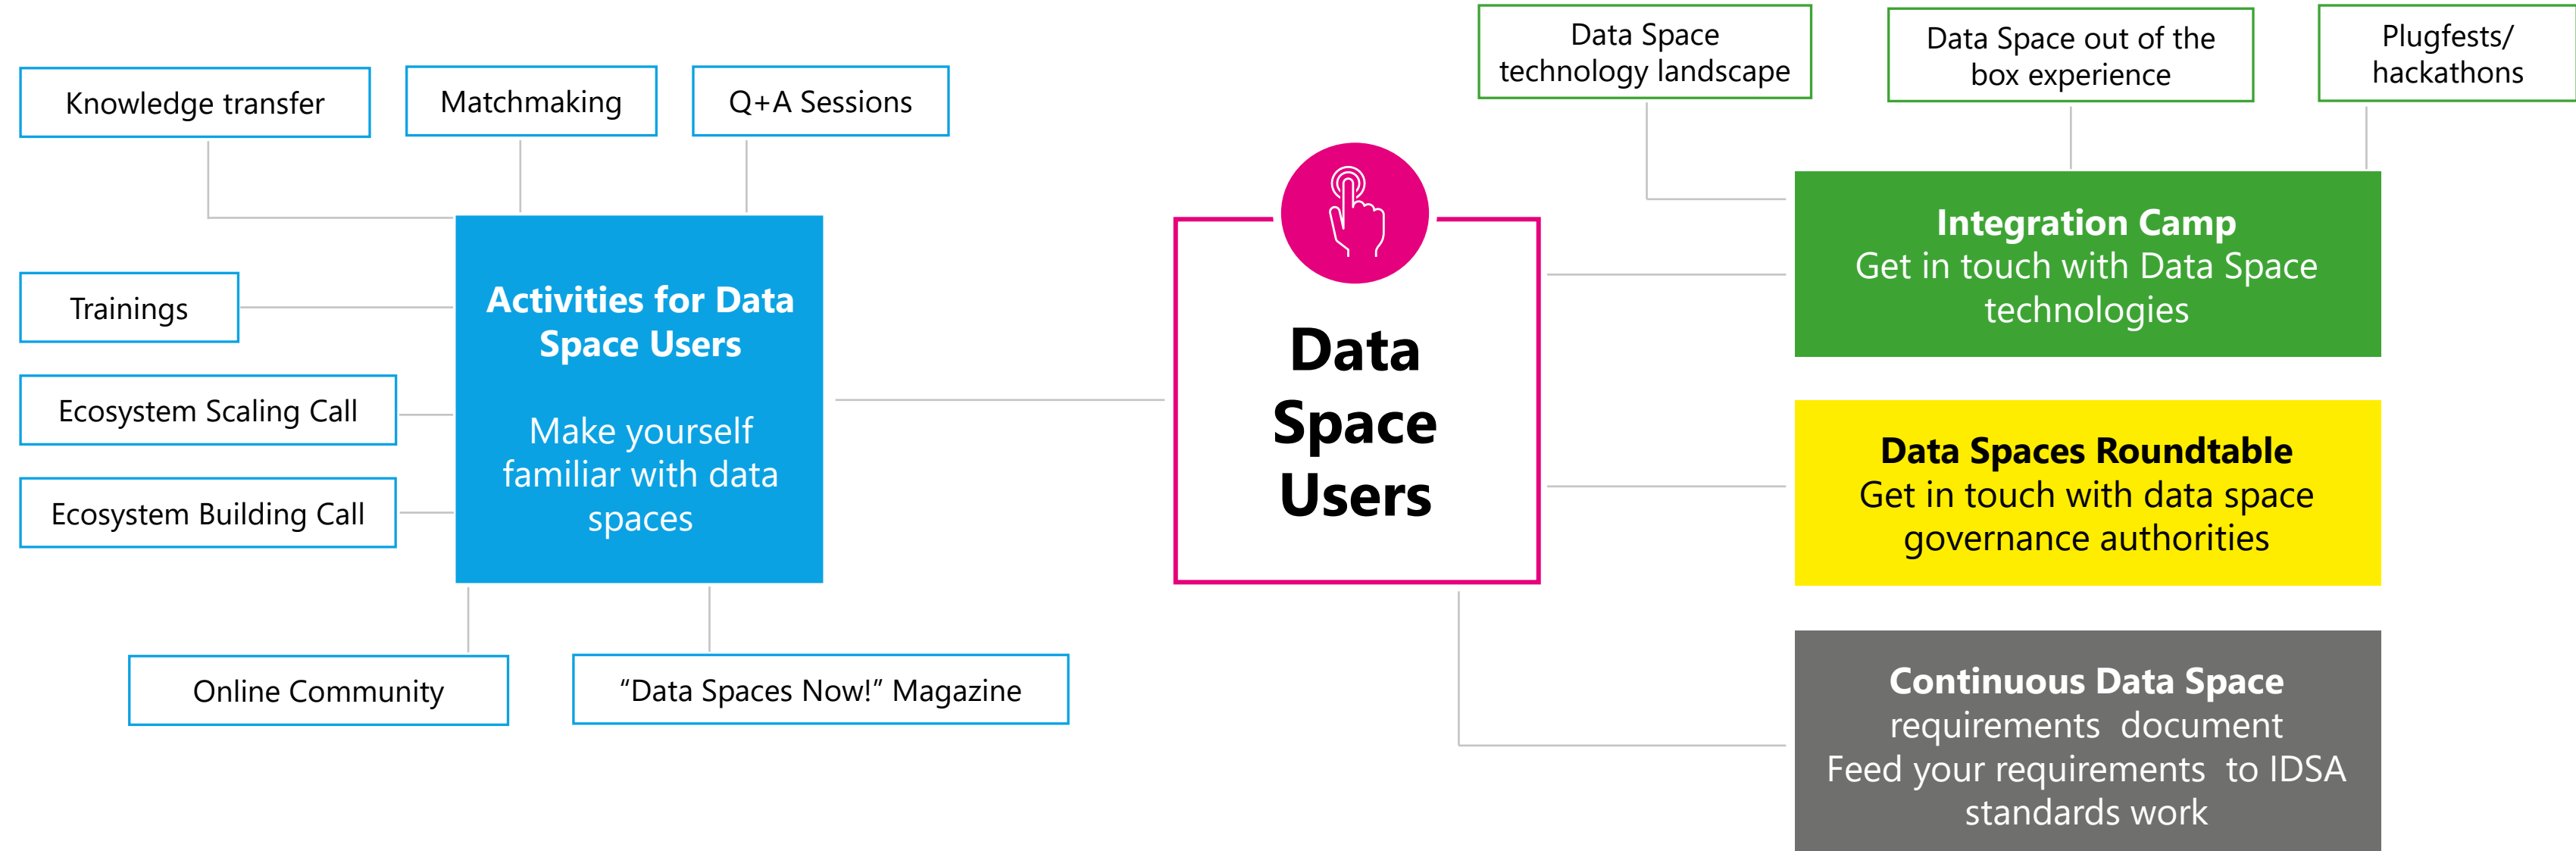 Knowledge transfer
Matchmaking
Q+A Sessions
Trainings
Ecosystem Scaling Call
Ecosystem Building Call
Activities for Data
Space Users
Make yourself
familiar with data
spaces
Online Community
“Data Spaces Now!” Magazine
Data
Space
Users
Data Space
technology landscape
Data Space out of the
box experience
Plugfests/
hackathons
Integration Camp
Get in touch with Data Space
technologies
Data Spaces Roundtable
Get in touch with data space
governance authorities
Continuous Data Space
requirements document
Feed your requirements to IDSA
standards work